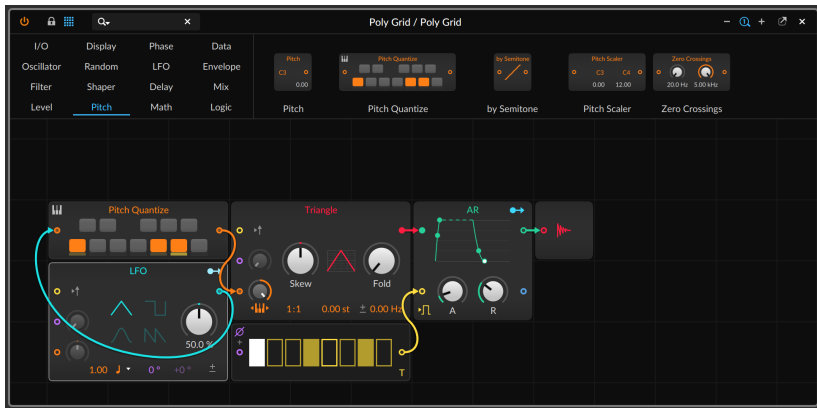 Poly Grid / Poly Grid
I/O Display Phase Data
Oscillator Random LFO Envelope
Filter Shaper Delay Mix
Level Pitch Math Logic
Pitch
C3
0.00
Pitch
Pitch Quantize
Pitch Quantize
by Semitone
by Semitone
Pitch Scaler
C3 C4
0.00 12.00
Pitch Scaler
Zero Crossings
20.0 Hz 5.00 kHz
Zero Crossings
Pitch Quantize
Triangle
AR
LFO
Skew
Fold
1:1 0.00 st ± 0.00 Hz
A R
50.0 %
1.00 0° +0° ±
T